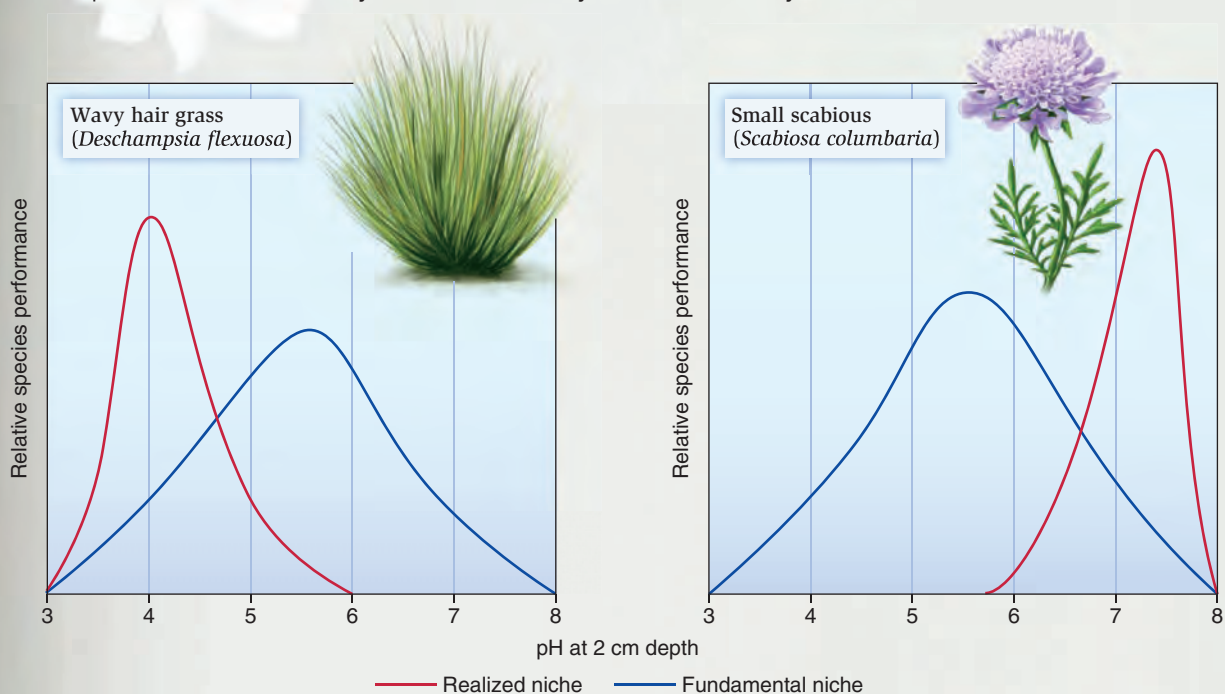 Wavy hair grass
(Deschampsia flexuosa)
Relative species performance
3 4 5 6 7 8
Small scabious
(Scabiosa columbaria)
Relative species performance
3 4 5 6 7 8
pH at 2 cm depth
Realized niche Fundamental niche